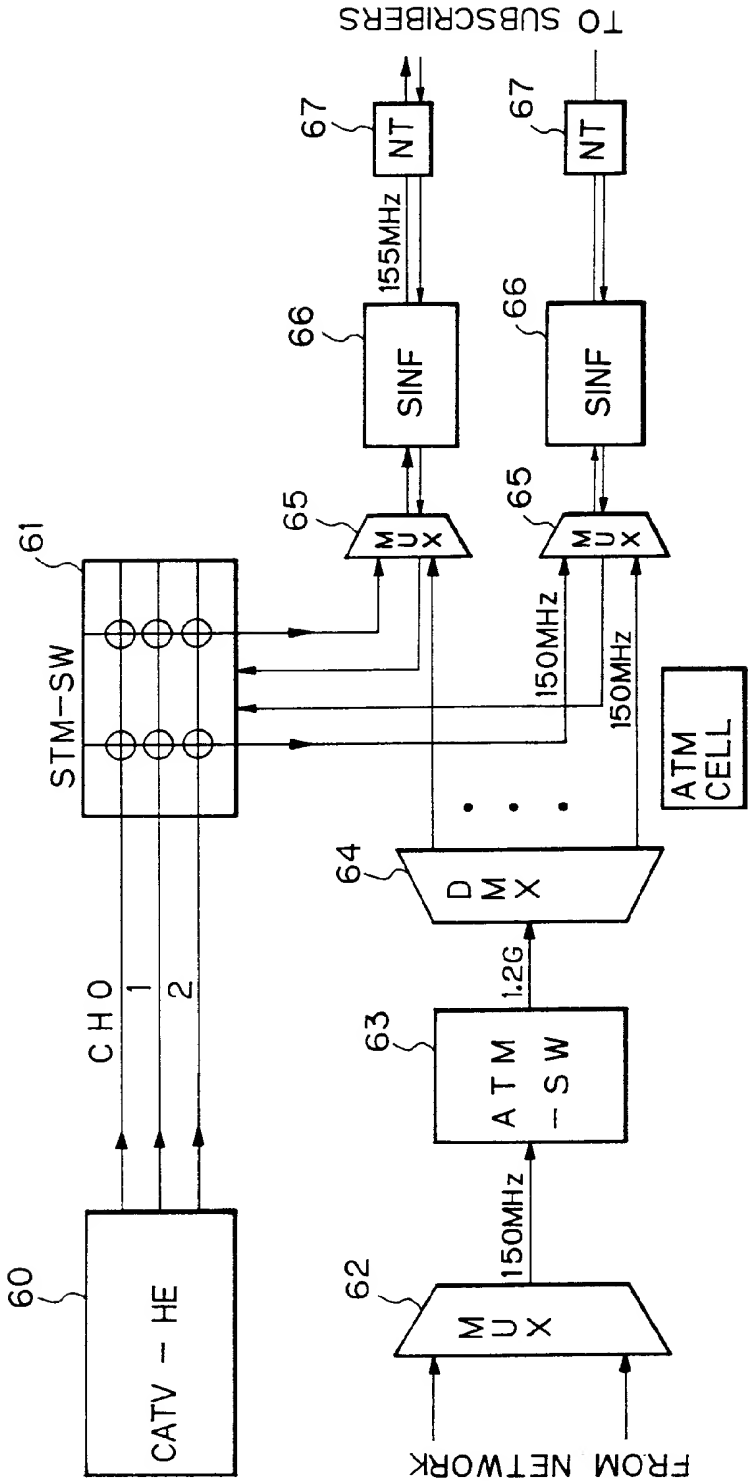 60
CATV - HE
CH0
1
2
STM-SW
61
FROM NETWORK
62
MUX
150MHz
63
ATM
-SW
1.2G
64
DMX
150MHz
150MHz
ATM
CELL
65
MUX
65
MUX
66
SINF
66
SINF
155MHz
67
NT
67
NT
TO SUBSCRIBERS